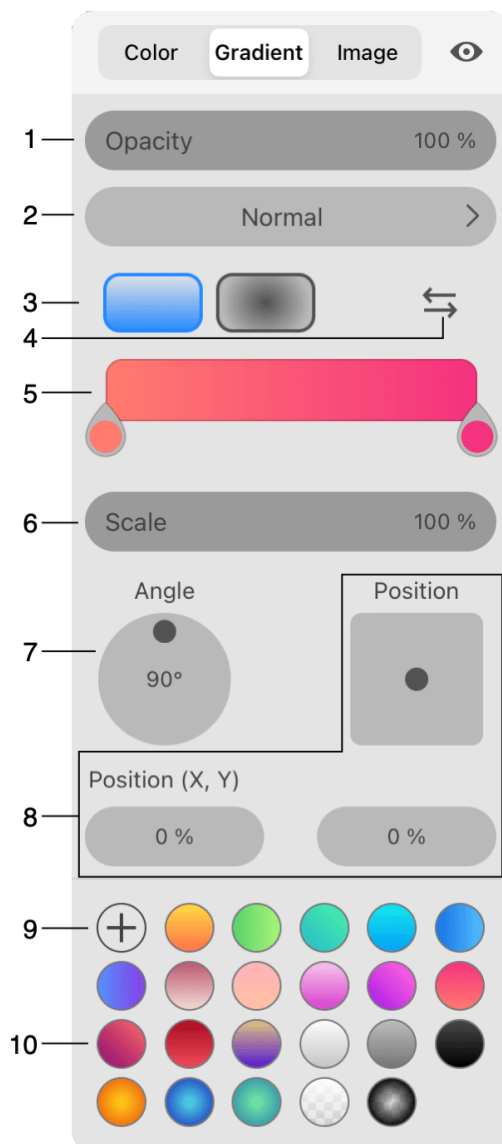 Color Gradient Image
1 Opacity 100 %
2 Normal
3
4
5
6 Scale 100 %
Angle Position
7 90°
Position (X, Y)
8 0 % 0 %
9
10